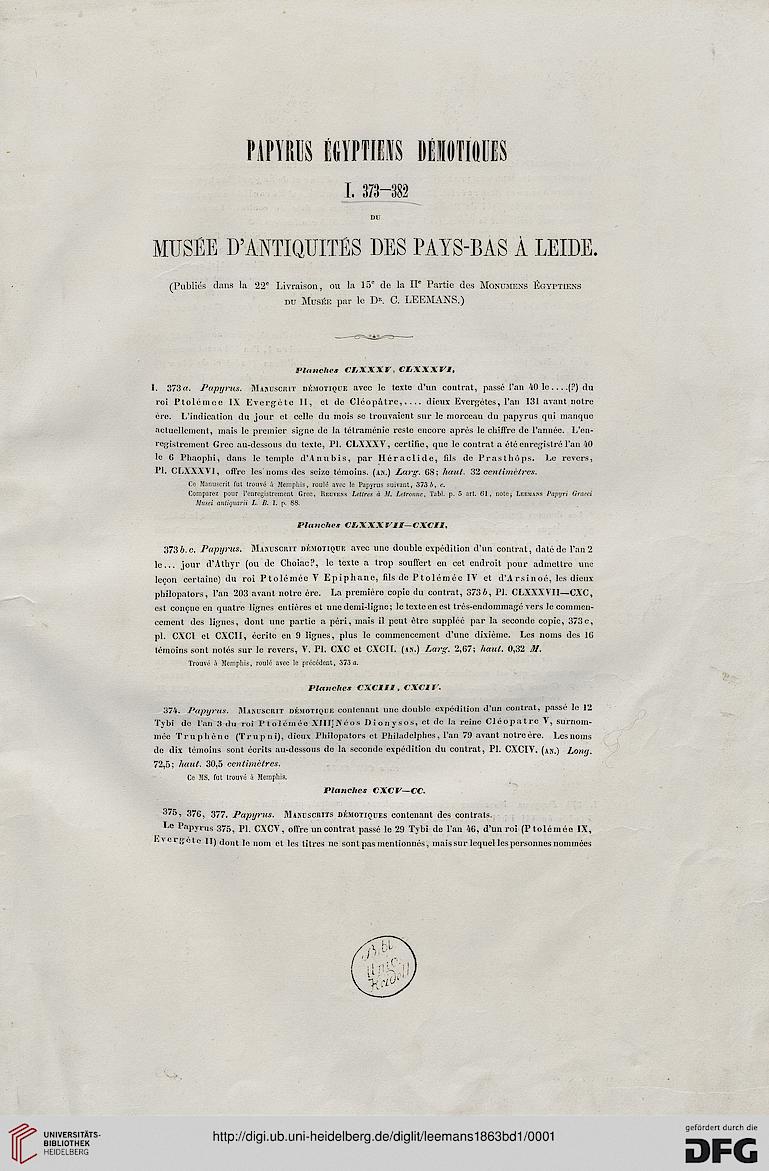 PAPYRUS ÉGYPTIENS DÉMOTIQUES
I. 373—382
DU
MUSÉE D'ANTIQUITÉS DES PAYS-BAS À LEIDE.
(Publiés dans la 22e Livraison, ou la 15e de la IIe Partie des Monumens Égyptiens
du Musée par le Dr. C. LEEMANS.)
Planches CLXXXV, CLXXXVI,
I. 373 a. Papyrus. Manuscrit démotique avec le texte d'un contrat, passé l'an 40 le....(?) du
roi Ptolémee IX Evergéte II, et de Cléopâtre,.... dieux Evergétes, l'an 131 avant notre
ère. L'indication du jour et celle du mois se trouvaient sur le morceau du papyrus qui manque
actuellement, mais le premier signe de la tétraménie reste encore aprés le chiffre de l'année. L'en-
registrement Grec au-dessous du texte, Pl. CLXXXV, certifie, que le contrat a été enregistré l'an 40
le 6 Phaophi, dans le temple d'Anubis, par Héraclide, fils de Prasthôps. Le revers,
Pl. CLXXXVI, offre les noms des seize témoins. (an.) Larg. 68; haut. 32 centimètres.
Ce Manuscrit fut trouvé à Memphis, roulé avec le Papyrus suivant, 373 b, c.
Comparez pour l'enregistrement Grec, Reuvens Lettres à M. Letronne, Tabl. p. 5 art. 61, note; Leemans Papyri Graeci
Musei antiquarii L. B. I. p. 88.
Planches CLXXXVII—CXCII,
373 b. c. Papyrus. Manuscrit démotique avec une double expédition d'un contrat, daté de l'an 2
le... jour d'Athyr (ou de Choiac?, le texte a trop souffert en cet endroit pour admettre une
leçon certaine) du roi Ptolémée V Epiphane, fils de Ptolémée IV et d'Arsinoé, les dieux
philopators, l'an 203 avant notre ére. La première copie du contrat, 373 b, Pl. CLXXXVII—CXC,
est conçue en quatre lignes entières et une demi-ligne; le texte en est trés-endommagé vers le commen-
cement des lignes, dont une partie a péri, mais il peut être suppléé par la seconde copie, 373 c,
pl. CXCI et CXCII, écrite en 9 lignes, plus le commencement d'une dixième. Les noms des 16
témoins sont notés sur le revers, V. Pl. CXC et CXCII. (an.) Larg. 2,67; haut. 0,32 M.
Trouvé à Memphis, roulé avec le précédent, 373 a.
Planches CXCIII, CXCIV.
374. Papyrus. Manuscrit démotique contenant une double expédition d'un contrat, passé le 12
Tybi de l'an 3 du roi Ptolémée XIII Néos Dionysos, et de la reine Cléopatre V, surnom-
mée Truphène (Trupni), dieux Philopators et Philadelphes, l'an 79 avant notre ère. Les noms
de dix témoins sont écrits au-dessous de la seconde expédition du contrat, Pl. CXCIV. (an.) Long.
72,5; haut. 30,5 centimètres.
Ce MS. fut trouvé à Memphis.
Planches CXCV—CC.
375, 376, 377. Papyrus. Manuscrits démotiques contenant des contrats.
Le Papyrus 375, Pl. CXCV, offre un contrat passé le 29 Tybi de l'an 46, d'un roi (Ptolémée IX,
Evergéte II) dont le nom et les titres ne sont pas mentionnés, mais sur lequel les personnes nommées
Bibl
Univ.
Heidell
UNIVERSITÄTS-
BIBLIOTHEK
HEIDELBERG
http://digi.ub.uni-heidelberg.de/diglit/leemans1863bd1/0001
gefördert durch die
DFG